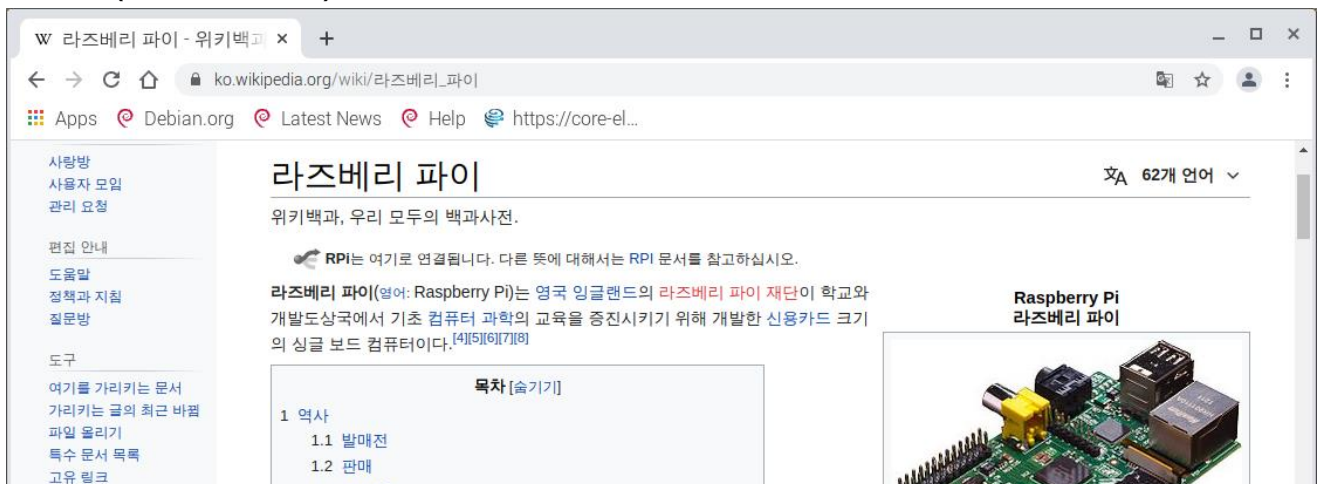 W 라즈베리 파이 - 위키백과
ko.wikipedia.org/wiki/라즈베리_파이
Apps Debian.org Latest News Help https://core-el...
사랑방
사용자 모임
관리 요청
편집 안내
도움말
정책과 지침
질문방
도구
여기를 가리키는 문서
가리키는 글의 최근 바뀜
파일 올리기
특수 문서 목록
고유 링크
라즈베리 파이
62개 언어
위키백과, 우리 모두의 백과사전.
RPi는 여기로 연결됩니다. 다른 뜻에 대해서는 RPI 문서를 참고하십시오.
라즈베리 파이(영어: Raspberry Pi)는 영국 잉글랜드의 라즈베리 파이 재단이 학교와
개발도상국에서 기초 컴퓨터 과학의 교육을 증진시키기 위해 개발한 신용카드 크기
의 싱글 보드 컴퓨터이다.[4][5][6][7][8]
목차 [숨기기]
1 역사
1.1 발매전
1.2 판매
Raspberry Pi
라즈베리 파이